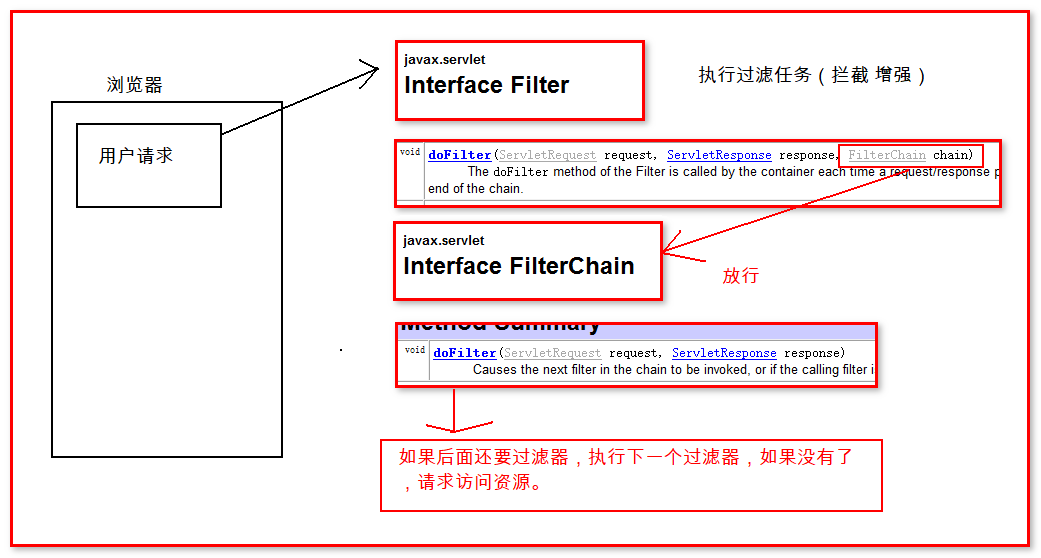 浏览器
用户请求
javax.servlet
Interface Filter
执行过滤任务（拦截 增强）
void doFilter(ServletRequest request, ServletResponse response, FilterChain chain)
The doFilter method of the Filter is called by the container each time a request/response p
end of the chain.
javax.servlet
Interface FilterChain
放行
Method Summary
void doFilter(ServletRequest request, ServletResponse response)
Causes the next filter in the chain to be invoked, or if the calling filter i
如果后面还要过滤器，执行下一个过滤器，如果没有了
，请求访问资源。